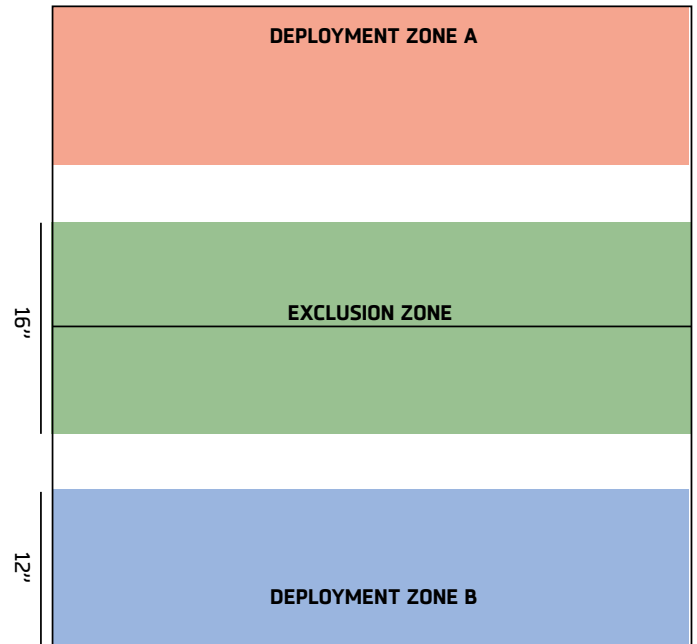 DEPLOYMENT ZONE A
EXCLUSION ZONE
16”
12”
DEPLOYMENT ZONE B